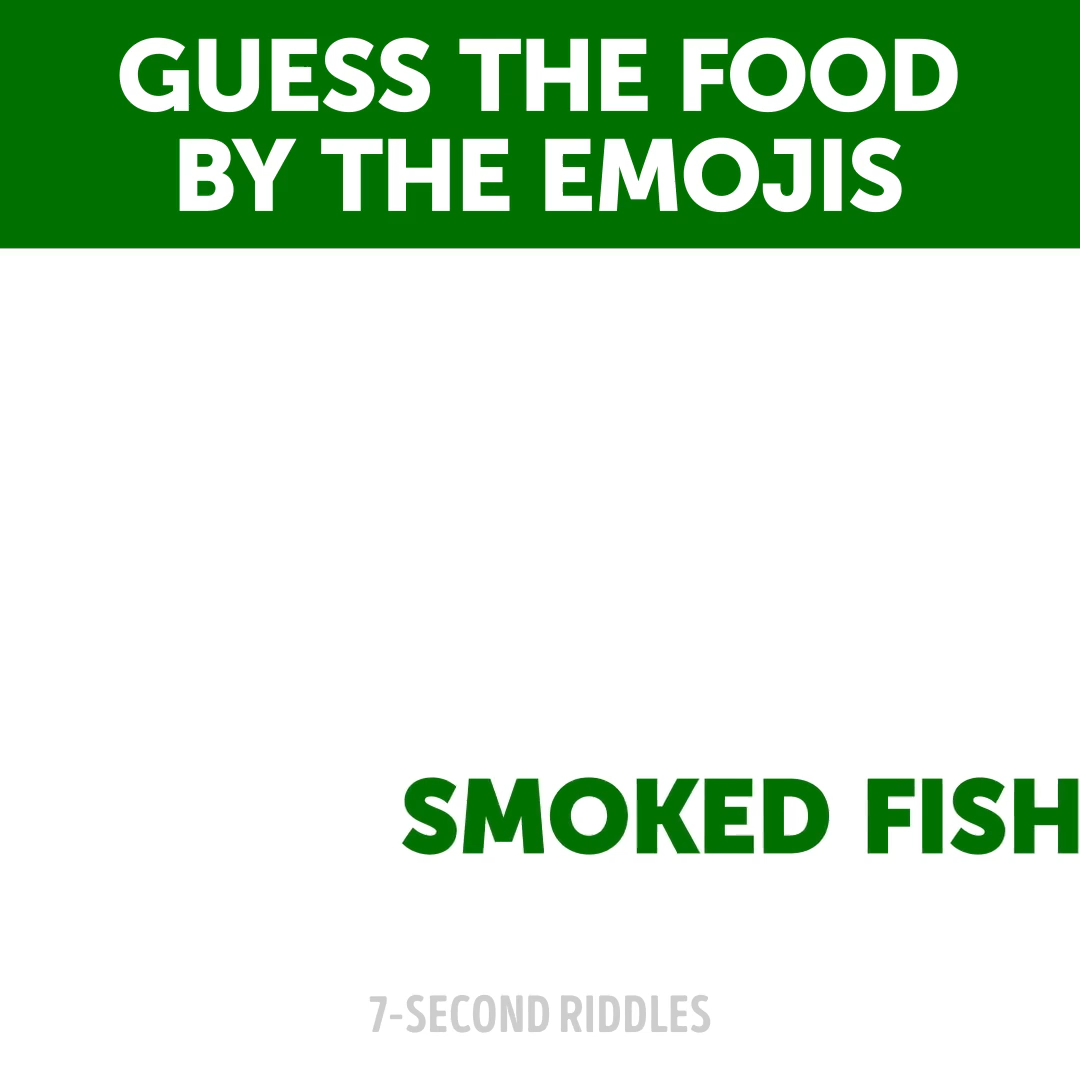 GUESS THE FOOD
BY THE EMOJIS
SMOKED FISH
7-SECOND RIDDLES